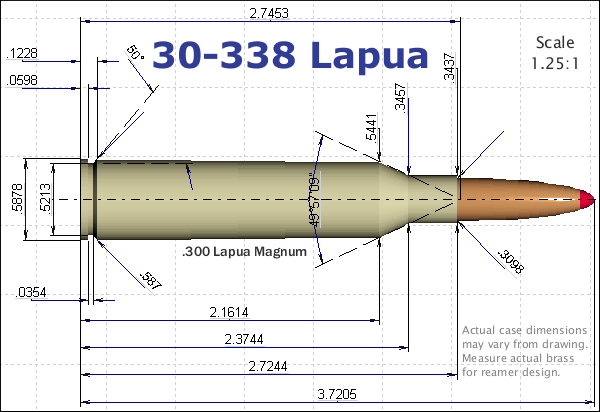 2.7453
.1228
50°
30-338 Lapua
Scale
1.25:1
.0598
.3437
.3457
.5441
.5878
.5213
49°57'09"
.300 Lapua Magnum
.587
.3098
.0354
2.1614
2.3744
2.7244
3.7205
Actual case dimensions
may vary from drawing.
Measure actual brass
for reamer design.